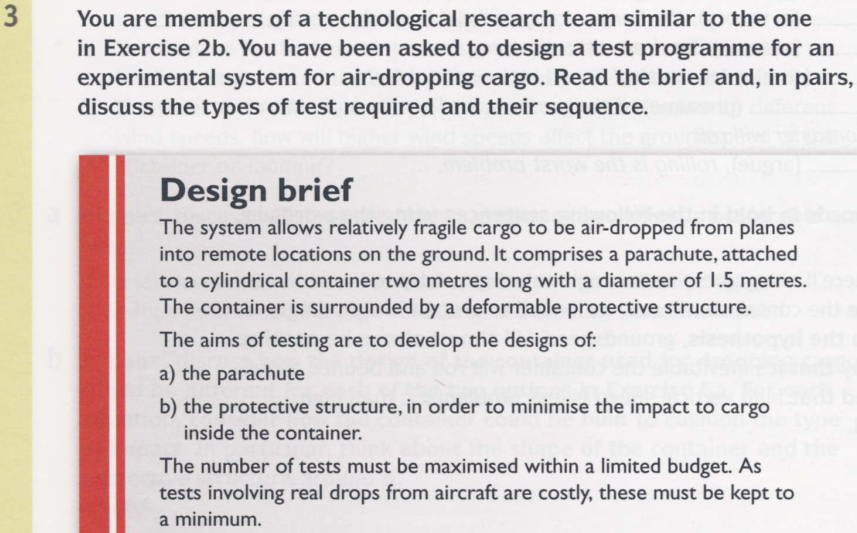 3
You are members of a technological research team similar to the one
in Exercise 2b. You have been asked to design a test programme for an
experimental system for air-dropping cargo. Read the brief and, in pairs,
discuss the types of test required and their sequence.
Design brief
The system allows relatively fragile cargo to be air-dropped from planes
into remote locations on the ground. It comprises a parachute, attached
to a cylindrical container two metres long with a diameter of 1.5 metres.
The container is surrounded by a deformable protective structure.
The aims of testing are to develop the designs of:
a) the parachute
b) the protective structure, in order to minimise the impact to cargo
inside the container.
The number of tests must be maximised within a limited budget. As
tests involving real drops from aircraft are costly, these must be kept to
a minimum.